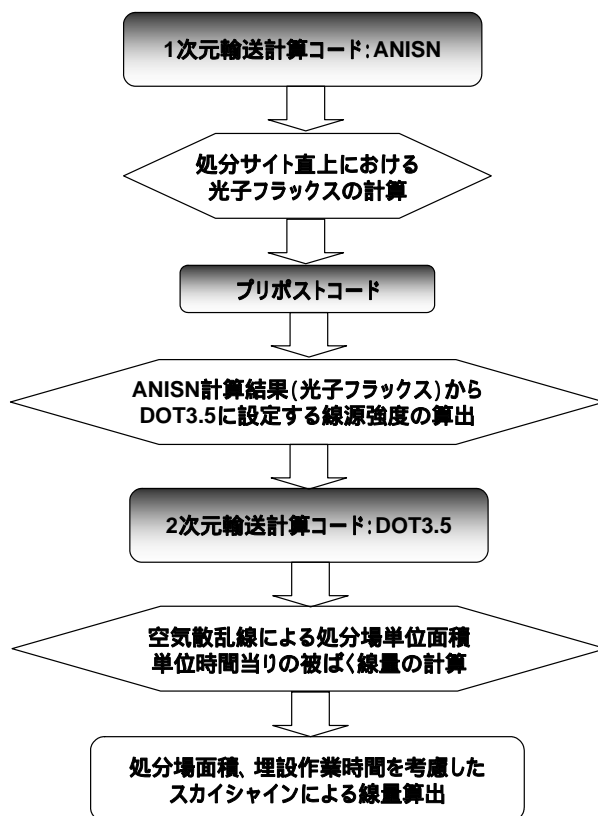 1次元輸送計算コード：ANISN
処分サイト直上における
光子フラックスの計算
プリポストコード
ANISN計算結果(光子フラックス)から
DOT3.5に設定する線源強度の算出
2次元輸送計算コード：DOT3.5
空気散乱線による処分場単位面積
単位時間当りの被ばく線量の計算
処分場面積、埋設作業時間を考慮した
スカイシャインによる線量算出